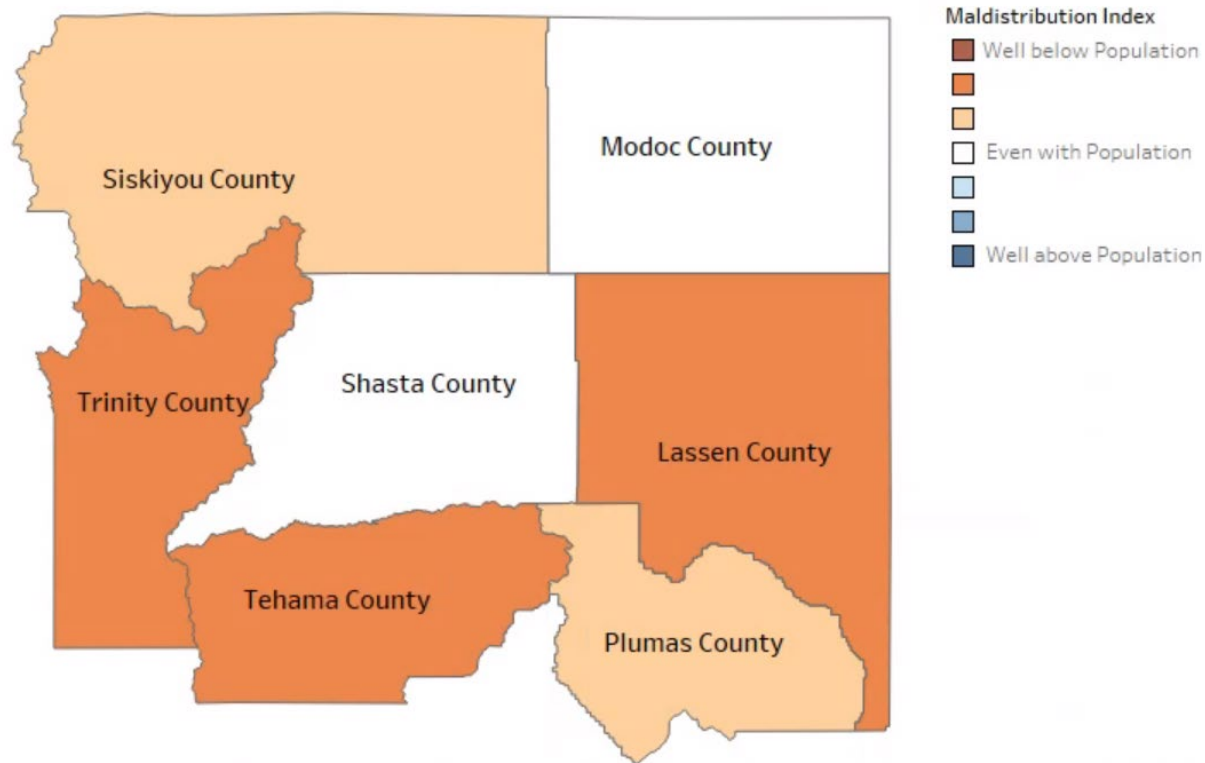 Maldistribution Index
Well below Population
Even with Population
Well above Population
Siskiyou County
Modoc County
Trinity County
Shasta County
Lassen County
Tehama County
Plumas County